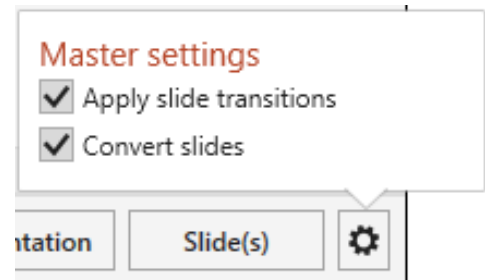 Master settings
Apply slide transitions
Convert slides
ntation Slide(s)